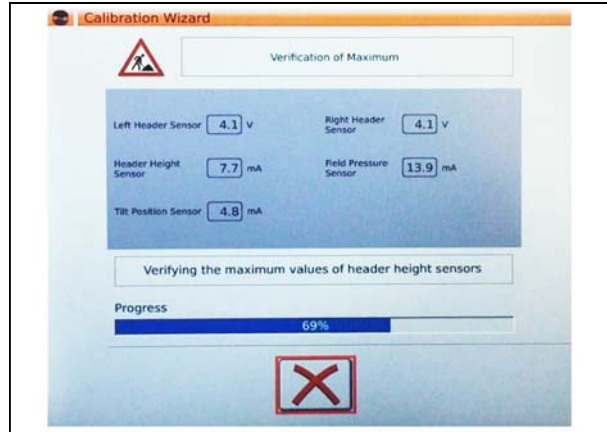 Calibration Wizard
Verification of Maximum
Left Header Sensor 4.1 V
Right Header
Sensor 4.1 V
Header Height
Sensor 7.7 mA
Field Pressure
Sensor 13.9 mA
Tilt Position Sensor 4.8 mA
Verifying the maximum values of header height sensors
Progress
69%